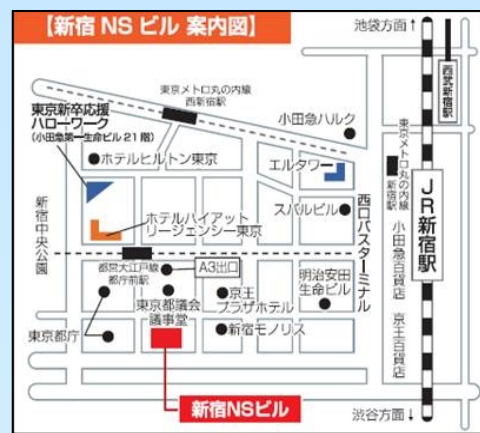 【新宿 NS ビル 案内図】
池袋方面↑
西武新宿駅
東京メトロ丸の内線
西新宿駅
東京新卒応援
ハローワーク
(小田急第一生命ビル 21 階)
小田急ハルク
ホテルヒルトン東京
エルタワー
東京メトロ丸の内線
新宿駅
JR新宿駅
新宿中央公園
ホテルハイアット
リージェンシー東京
スバルビル
西口バスターミナル
小田急百貨店
京王百貨店
都営大江戸線
都庁前駅
A3出口
明治安田
生命ビル
東京都議会
議事堂
京王
プラザホテル
東京都庁
新宿モノリス
新宿NSビル
渋谷方面↓